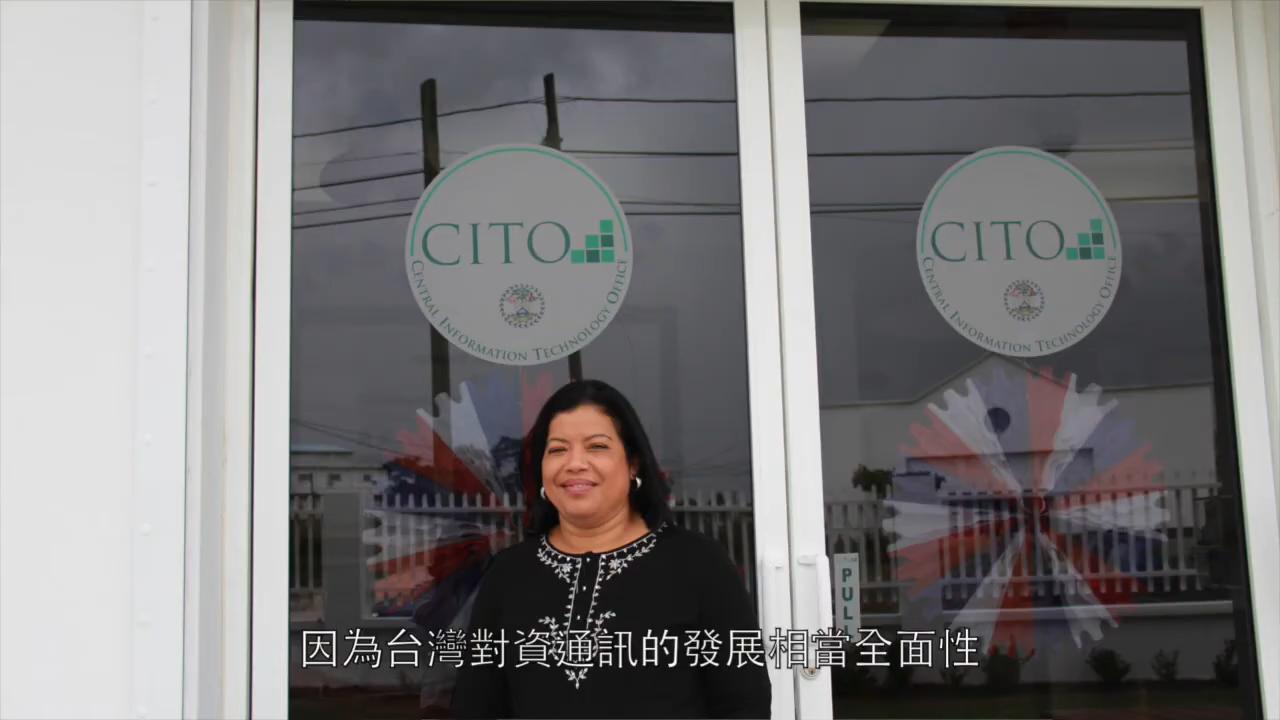 CITO
CENTRAL INFORMATION TECHNOLOGY OFFICE
CITO
CENTRAL INFORMATION TECHNOLOGY OFFICE
PULL
因為台灣對資通訊的發展相當全面性